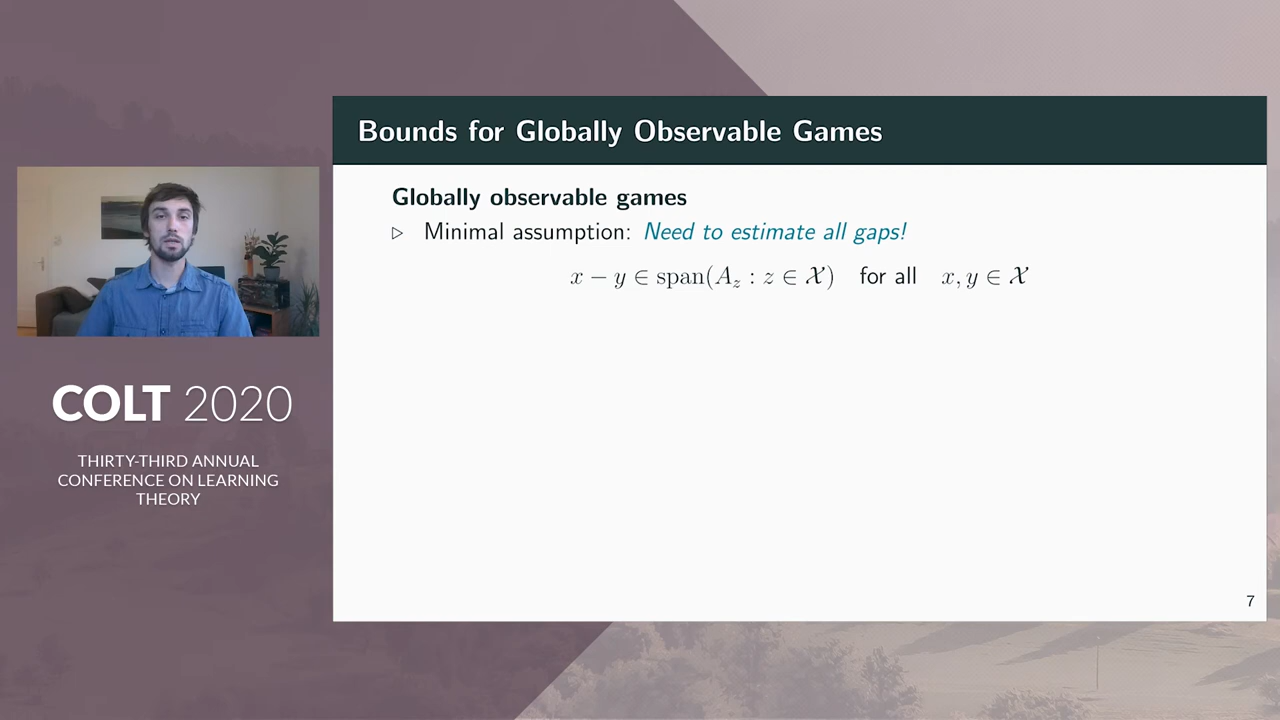 Bounds for Globally Observable Games
Globally observable games
▷ Minimal assumption: Need to estimate all gaps!
x − y ∈ span(A_z : z ∈ 𝒳) for all x, y ∈ 𝒳
7
COLT 2020
THIRTY-THIRD ANNUAL
CONFERENCE ON LEARNING
THEORY